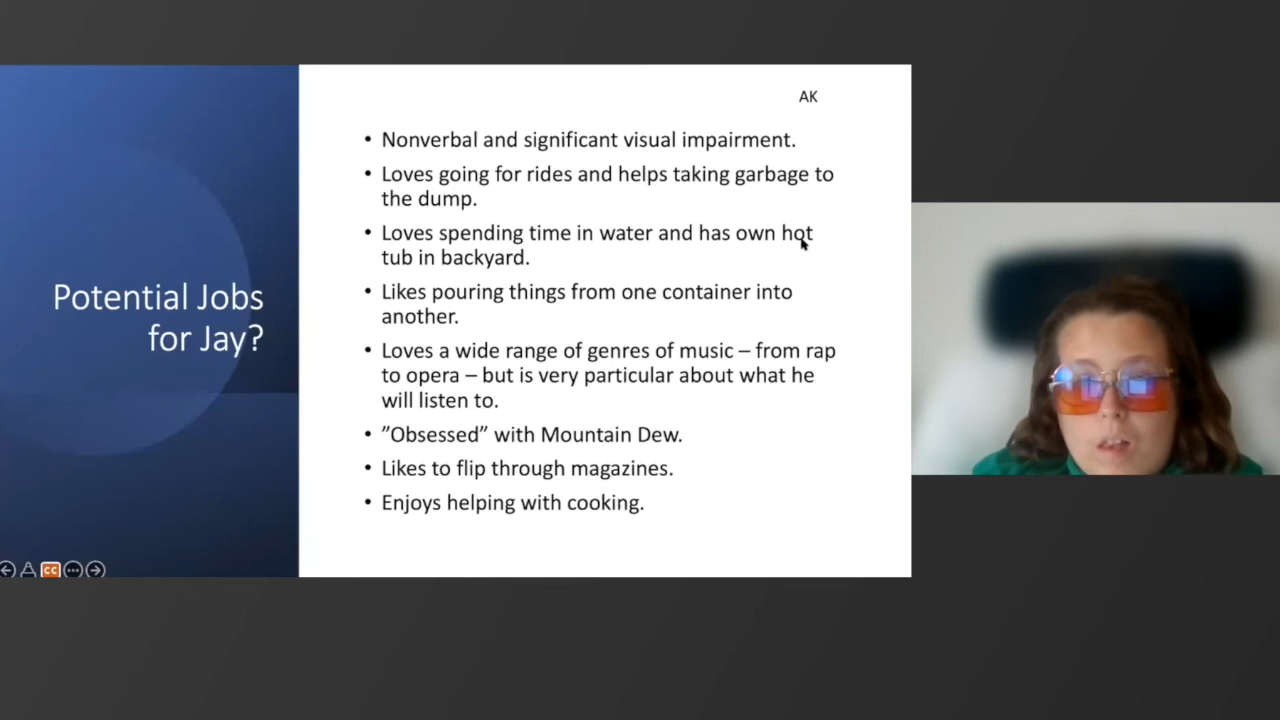 Potential Jobs
for Jay?
AK
• Nonverbal and significant visual impairment.
• Loves going for rides and helps taking garbage to
the dump.
• Loves spending time in water and has own hot
tub in backyard.
• Likes pouring things from one container into
another.
• Loves a wide range of genres of music – from rap
to opera – but is very particular about what he
will listen to.
• ”Obsessed” with Mountain Dew.
• Likes to flip through magazines.
• Enjoys helping with cooking.
CC